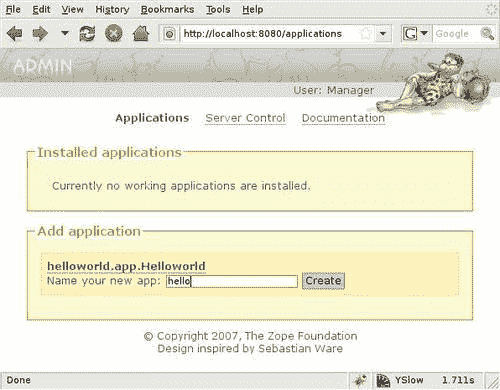 File Edit View History Bookmarks Tools Help
http://localhost:8080/applications
G Google
ADMIN
User: Manager
Applications Server Control Documentation
Installed applications
Currently no working applications are installed.
Add application
helloworld.app.Helloworld
Name your new app: hello Create
© Copyright 2007, The Zope Foundation
Design inspired by Sebastian Ware
Done YSlow 1.711s